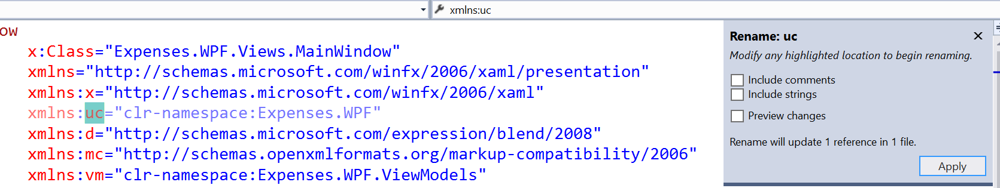 xmlns:uc
ow
x:Class="Expenses.WPF.Views.MainWindow"
xmlns="http://schemas.microsoft.com/winfx/2006/xaml/presentation"
xmlns:x="http://schemas.microsoft.com/winfx/2006/xaml"
xmlns:uc="clr-namespace:Expenses.WPF"
xmlns:d="http://schemas.microsoft.com/expression/blend/2008"
xmlns:mc="http://schemas.openxmlformats.org/markup-compatibility/2006"
xmlns:vm="clr-namespace:Expenses.WPF.ViewModels"
Rename: uc
Modify any highlighted location to begin renaming.
Include comments
Include strings
Preview changes
Rename will update 1 reference in 1 file.
Apply